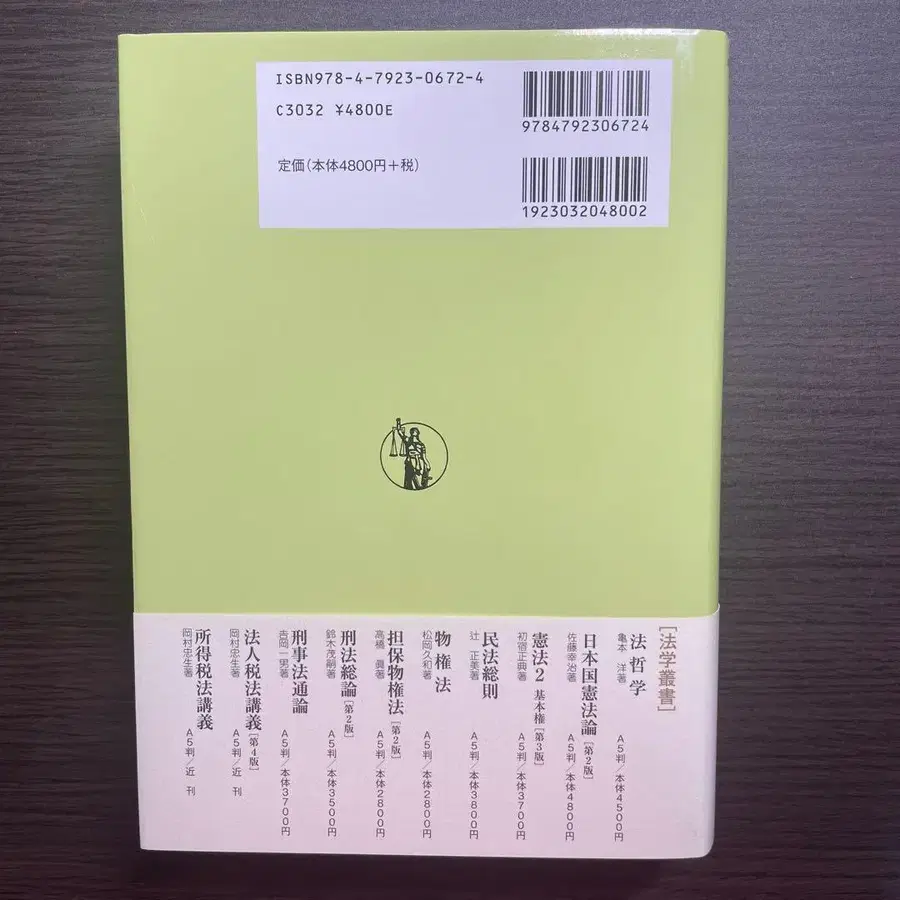 ISBN978-4-7923-0672-4
C3032 ¥4800E
定価(本体4800円+税)
9784792306724
1923032048002
[法学叢書]
法哲学
亀本 洋著
A5判/本体4500円
日本国憲法論[第2版]
佐藤幸治著
A5判/本体4800円
憲法2 基本権[第3版]
初宿正典著
A5判/本体3700円
民法総則
辻 正美著
A5判/本体3800円
物権法
松岡久和著
A5判/本体2800円
担保物権法[第2版]
高橋 眞著
A5判/本体2800円
刑法総論[第2版]
鈴木茂嗣著
A5判/本体3500円
刑事法通論
吉岡一男著
A5判/本体3700円
法人税法講義[第4版]
岡村忠生著
A5判/近 刊
所得税法講義
岡村忠生著
A5判/近 刊